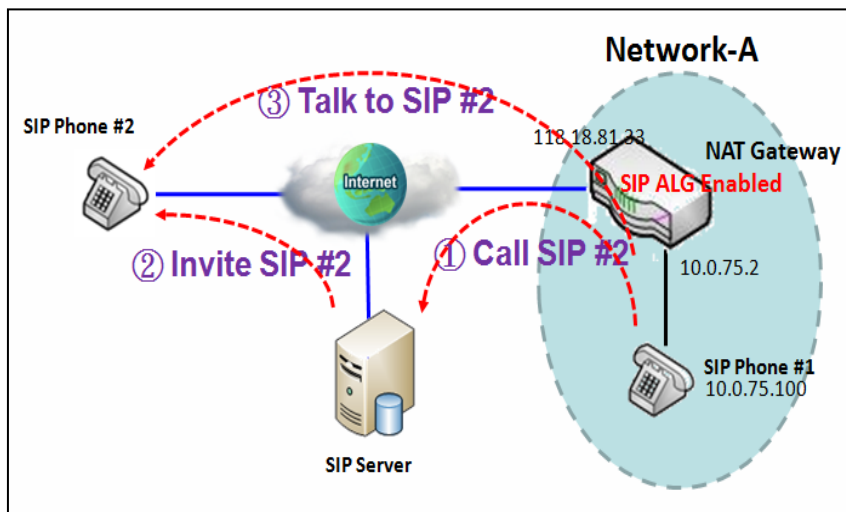 Network-A
③ Talk to SIP #2
SIP Phone #2
118.18.81.33
NAT Gateway
Internet
SIP ALG Enabled
② Invite SIP #2
① Call SIP #2
10.0.75.2
SIP Phone #1
10.0.75.100
SIP Server